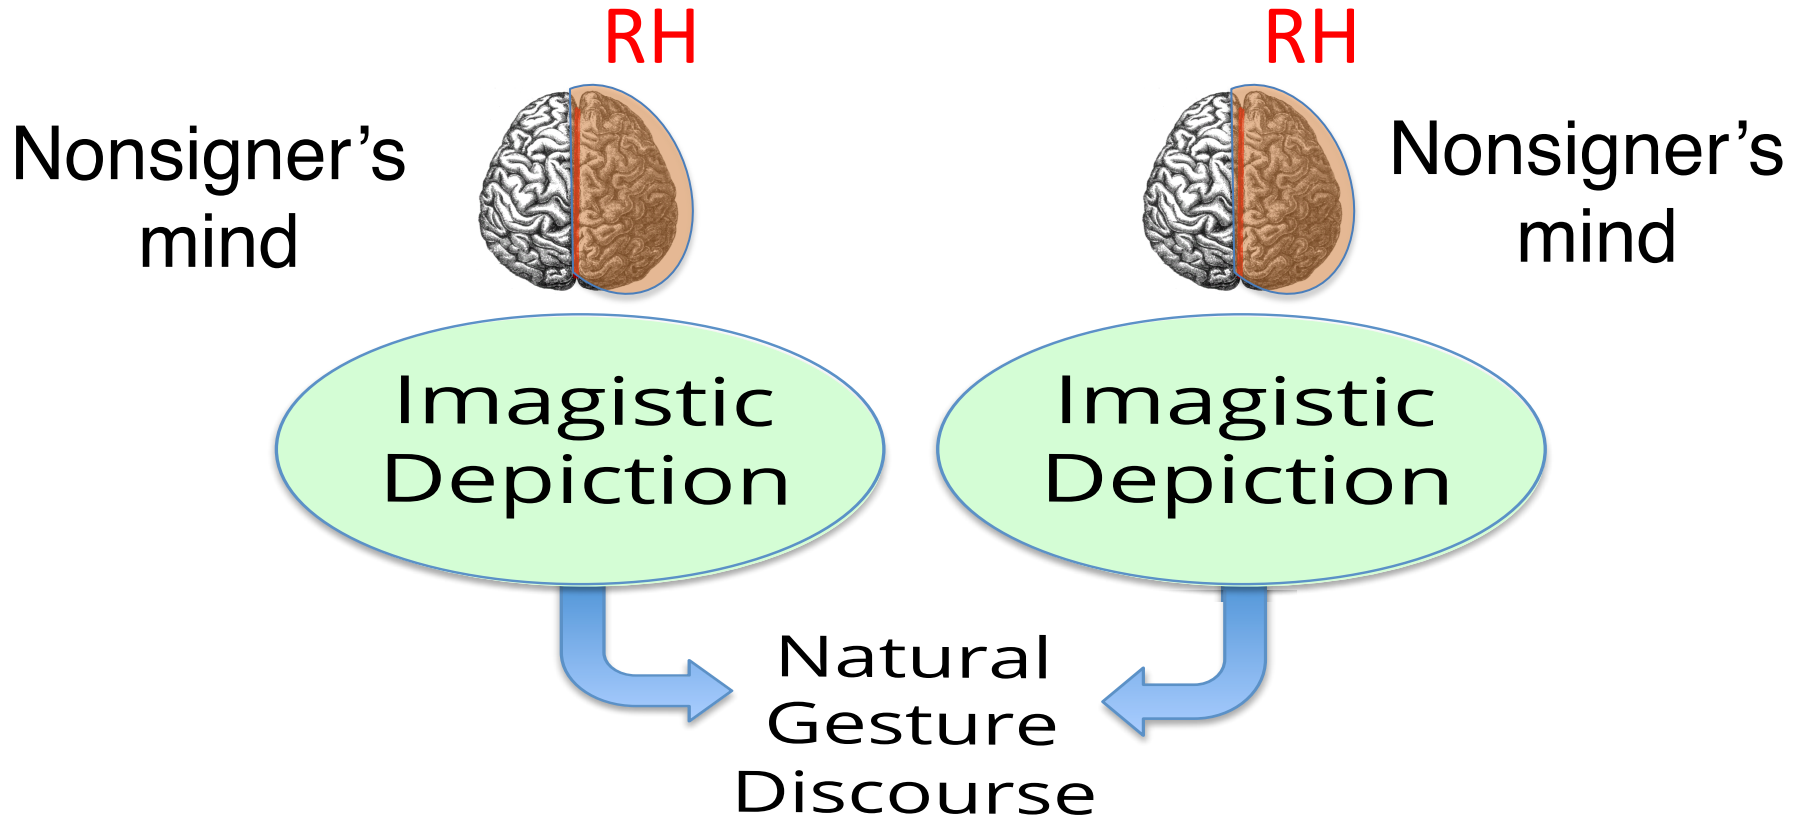 RH
RH
Nonsigner’s
mind
Nonsigner’s
mind
Imagistic
Depiction
Imagistic
Depiction
Natural
Gesture
Discourse